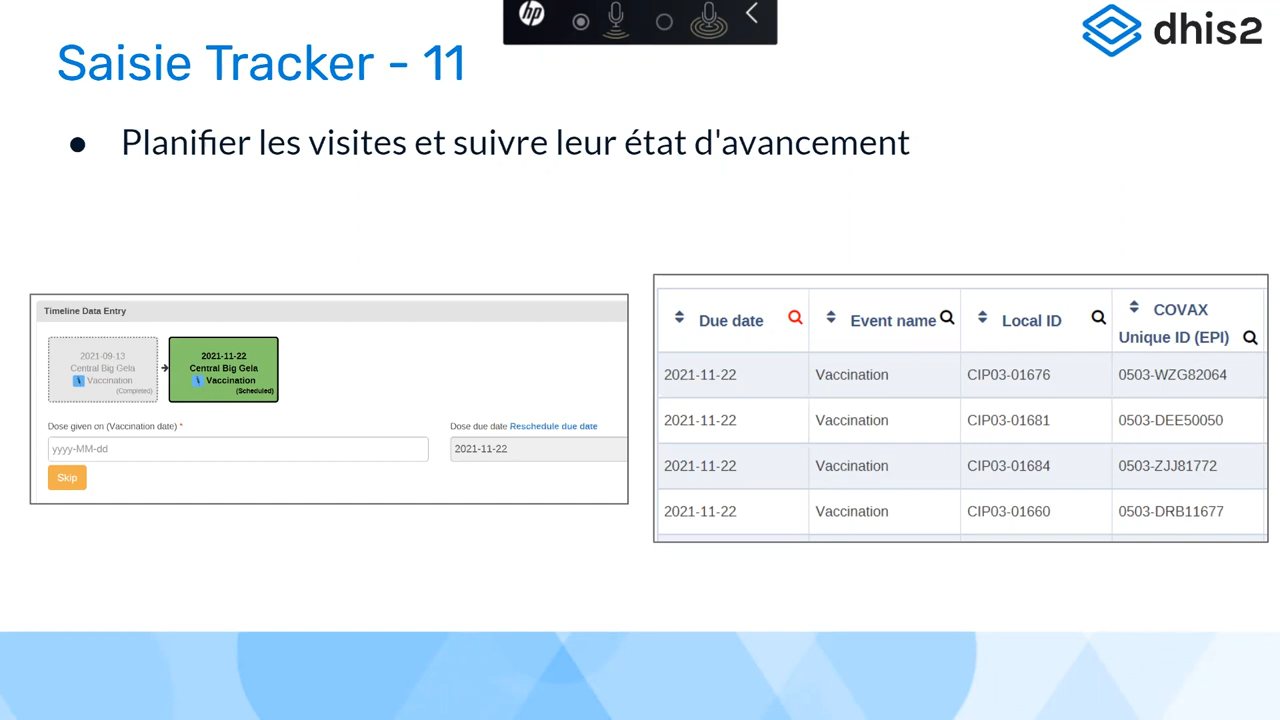 hp
dhis2
Saisie Tracker - 11
● Planifier les visites et suivre leur état d'avancement
Timeline Data Entry
2021-09-13
Central Big Gela
Vaccination
(Completed)
2021-11-22
Central Big Gela
Vaccination
(Scheduled)
Dose given on (Vaccination date) *
yyyy-MM-dd
Skip
Dose due date Reschedule due date
2021-11-22
Due date Event name Local ID COVAX Unique ID (EPI)
2021-11-22 Vaccination CIP03-01676 0503-WZG82064
2021-11-22 Vaccination CIP03-01681 0503-DEE50050
2021-11-22 Vaccination CIP03-01684 0503-ZJJ81772
2021-11-22 Vaccination CIP03-01660 0503-DRB11677